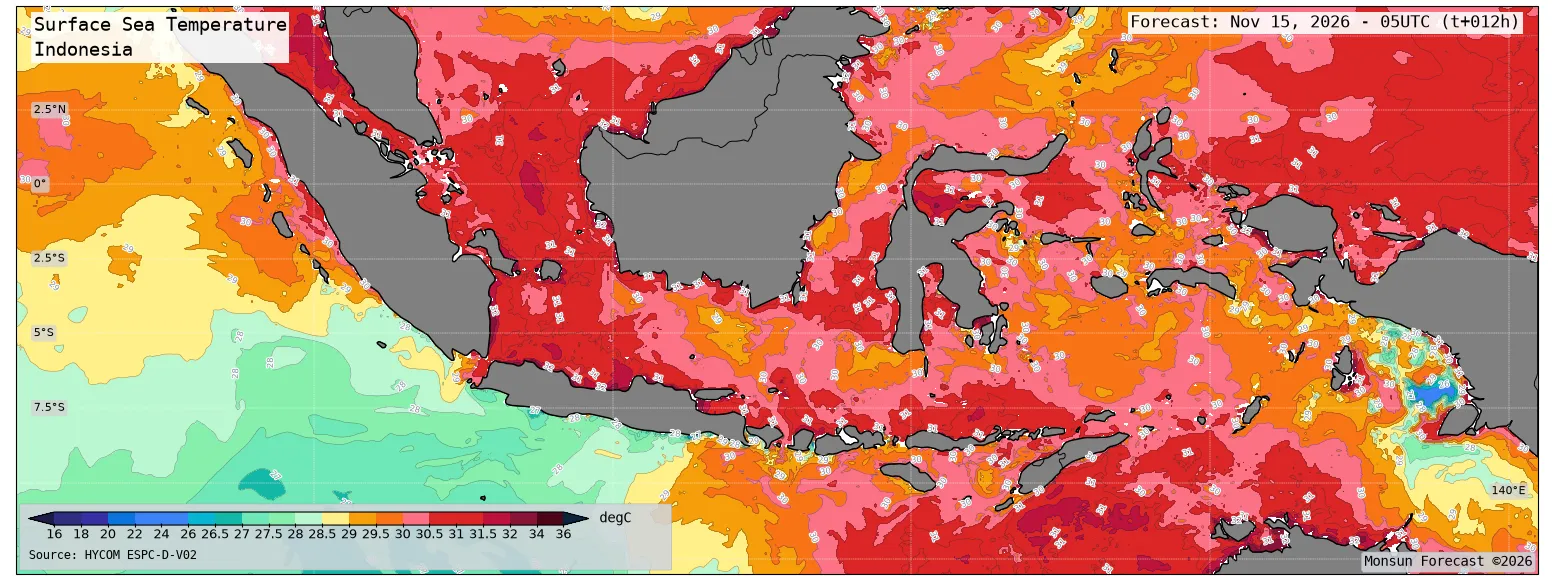 Surface Sea Temperature
Indonesia
Forecast: Nov 15, 2026 - 05UTC (t+012h)
2.5°N
0°
2.5°S
5°S
7.5°S
140°E
degC
16 18 20 22 24 26 26.5 27 27.5 28 28.5 29 29.5 30 30.5 31 31.5 32 34 36
Source: HYCOM ESPC-D-V02
Monsun Forecast ©2026